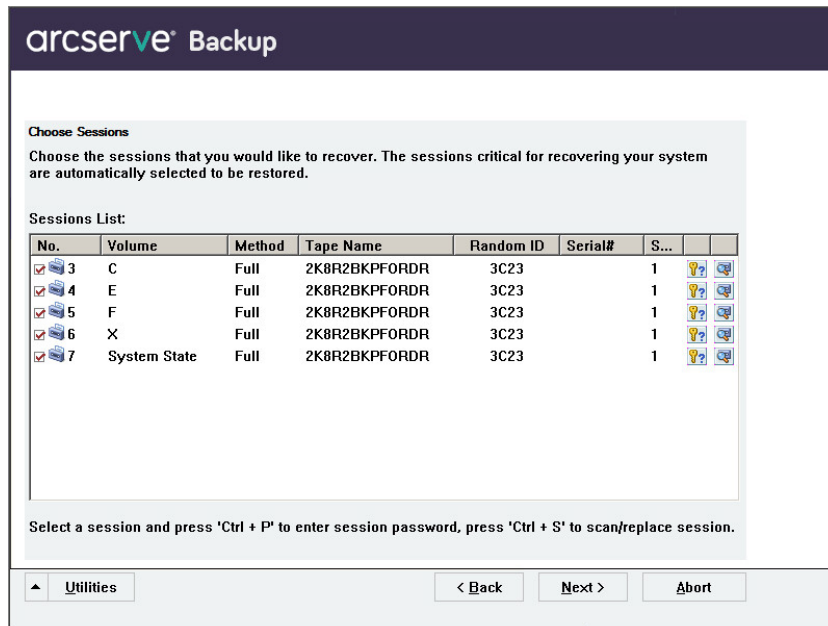 arcserve® Backup
Choose Sessions
Choose the sessions that you would like to recover. The sessions critical for recovering your system
are automatically selected to be restored.
Sessions List:
No. Volume Method Tape Name Random ID Serial# S...
3 C Full 2K8R2BKPFORDR 3C23 1
4 E Full 2K8R2BKPFORDR 3C23 1
5 F Full 2K8R2BKPFORDR 3C23 1
6 X Full 2K8R2BKPFORDR 3C23 1
7 System State Full 2K8R2BKPFORDR 3C23 1
Select a session and press 'Ctrl + P' to enter session password, press 'Ctrl + S' to scan/replace session.
Utilities < Back Next > Abort